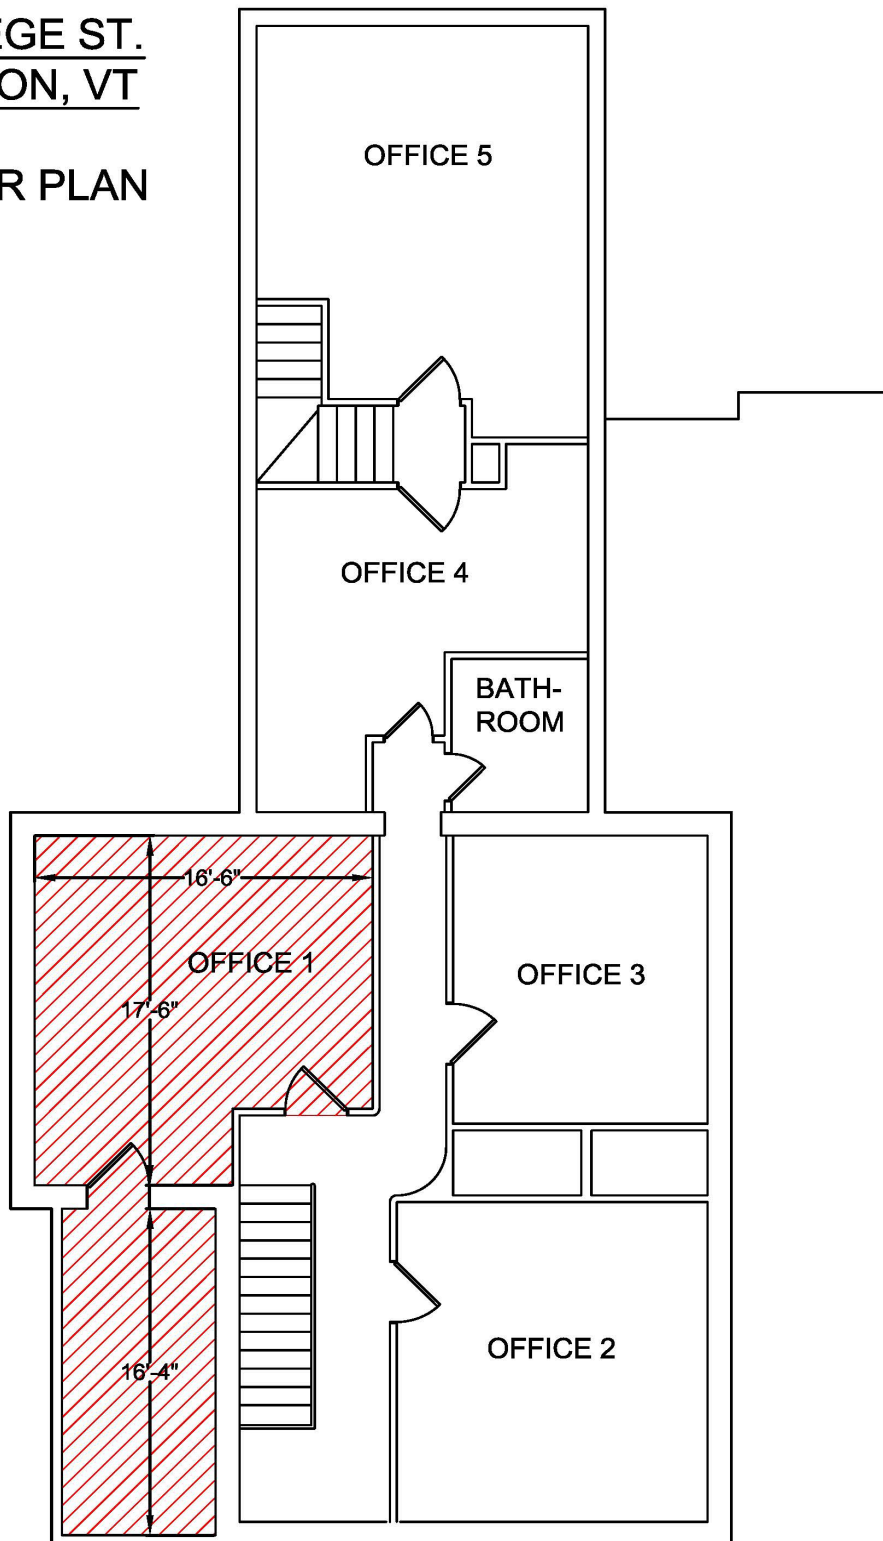 EGE ST.
ON, VT
R PLAN
OFFICE 5
OFFICE 4
BATH-
ROOM
16'-6"
OFFICE 1
OFFICE 3
17'-6"
OFFICE 2
16'-4"